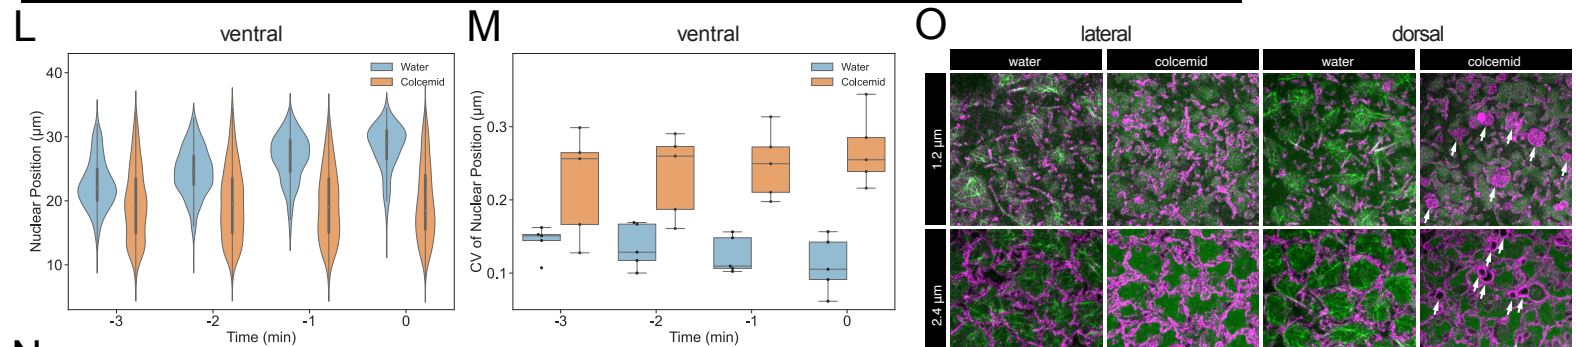 L
ventral
Nuclear Position (µm)
40
30
20
10
Water
Colcemid
-3
-2
-1
0
Time (min)
M
ventral
CV of Nuclear Position (µm)
0.3
0.2
0.1
Water
Colcemid
-3
-2
-1
0
Time (min)
O
lateral
dorsal
water
colcemid
water
colcemid
1.2 µm
2.4 µm